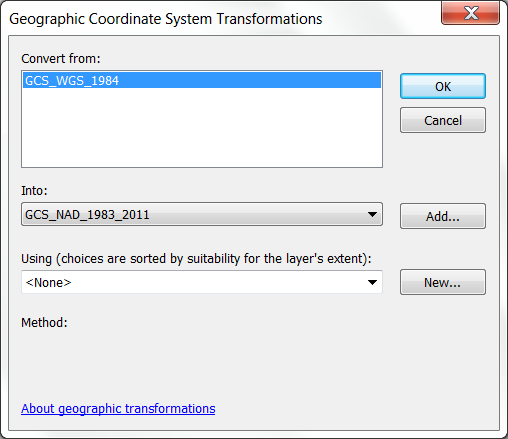 Geographic Coordinate System Transformations
Convert from:
GCS_WGS_1984
OK
Cancel
Into:
GCS_NAD_1983_2011
Add...
Using (choices are sorted by suitability for the layer's extent):
<None>
New...
Method:
About geographic transformations